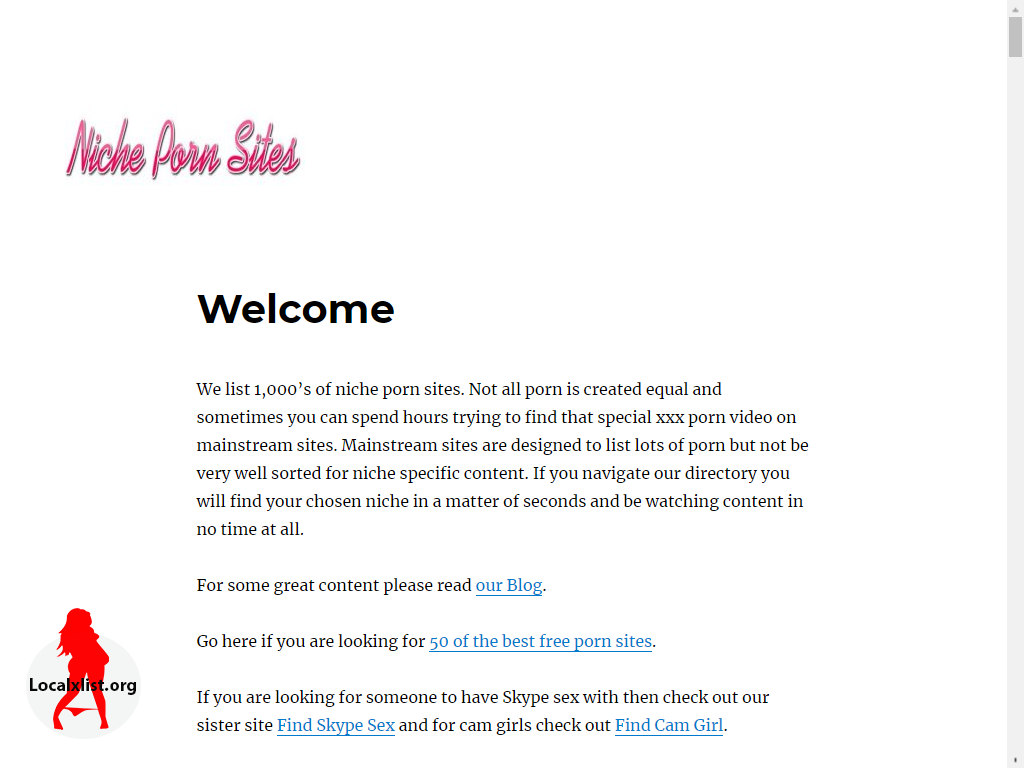 Niche Porn Sites
Welcome
We list 1,000’s of niche porn sites. Not all porn is created equal and
sometimes you can spend hours trying to find that special xxx porn video on
mainstream sites. Mainstream sites are designed to list lots of porn but not be
very well sorted for niche specific content. If you navigate our directory you
will find your chosen niche in a matter of seconds and be watching content in
no time at all.
For some great content please read our Blog.
Go here if you are looking for 50 of the best free porn sites.
If you are looking for someone to have Skype sex with then check out our
sister site Find Skype Sex and for cam girls check out Find Cam Girl.
Localxlist.org